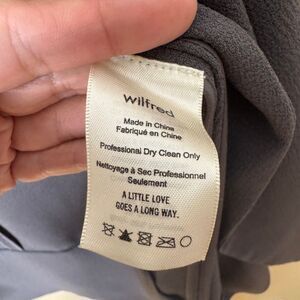 Wilfred
Made in China
Fabriqué en Chine
Professional Dry Clean Only
Nettoyage à Sec Professionnel
Seulement
A LITTLE LOVE
GOES A LONG WAY.